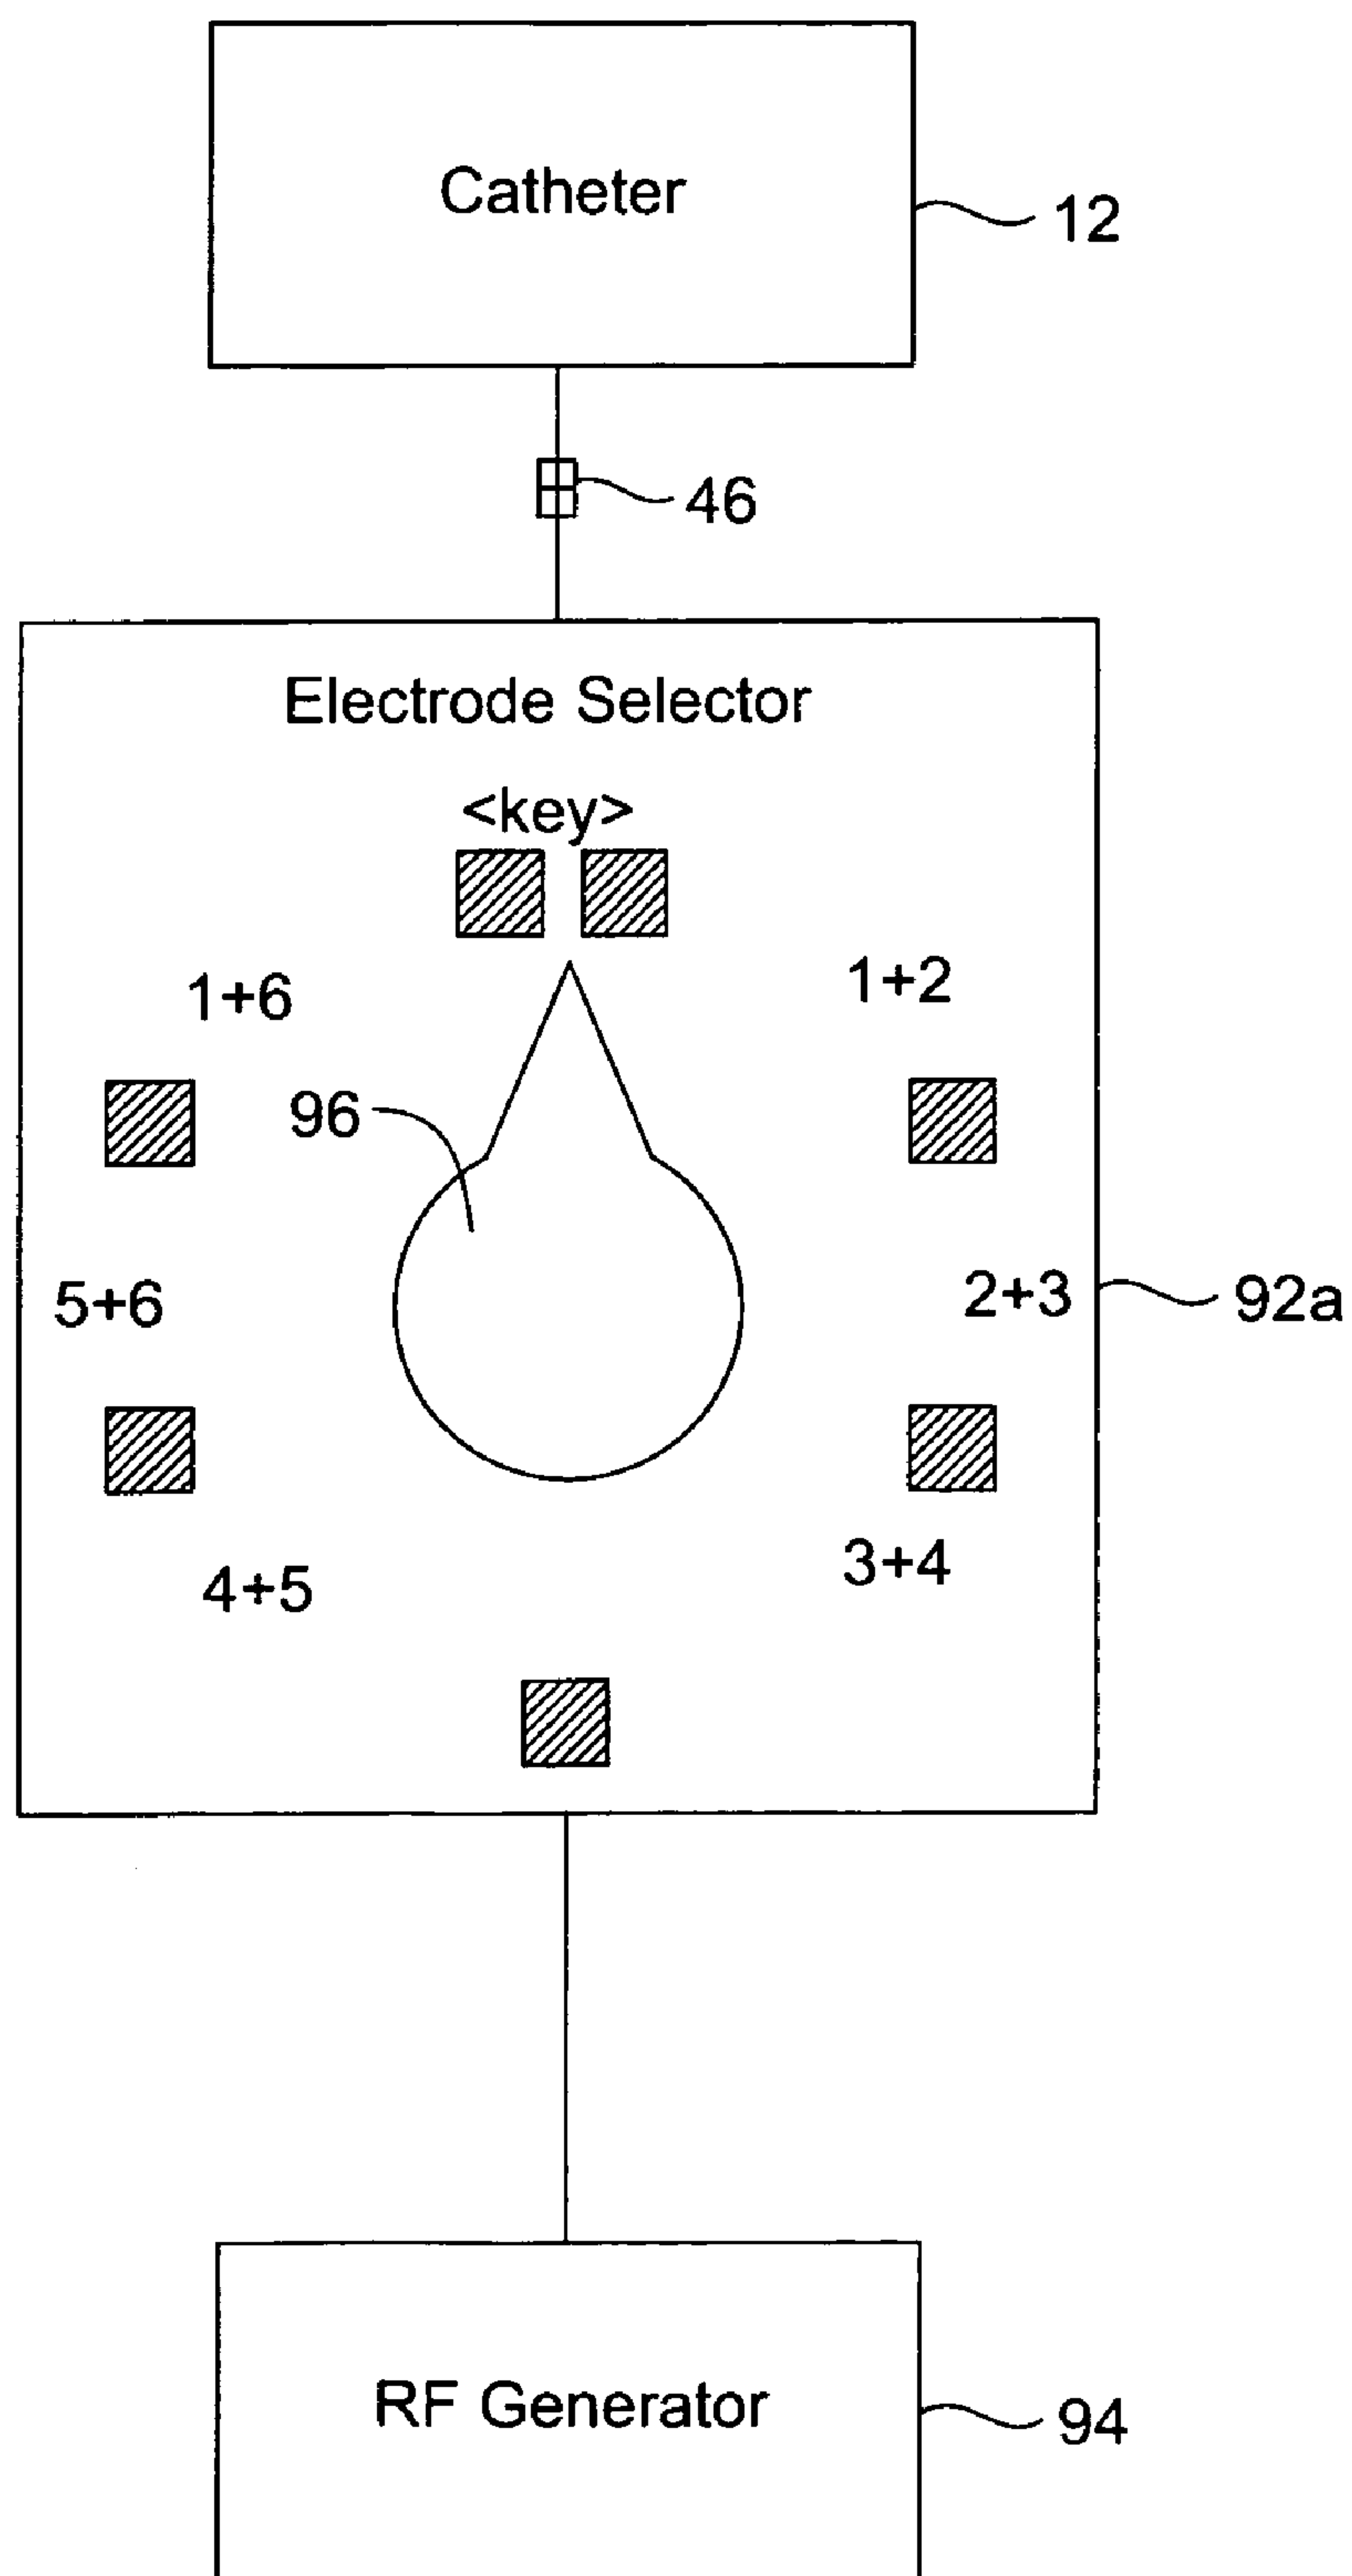 Catheter
12
46
Electrode Selector
<key>
1+6
1+2
96
5+6
2+3
92a
4+5
3+4
RF Generator
94